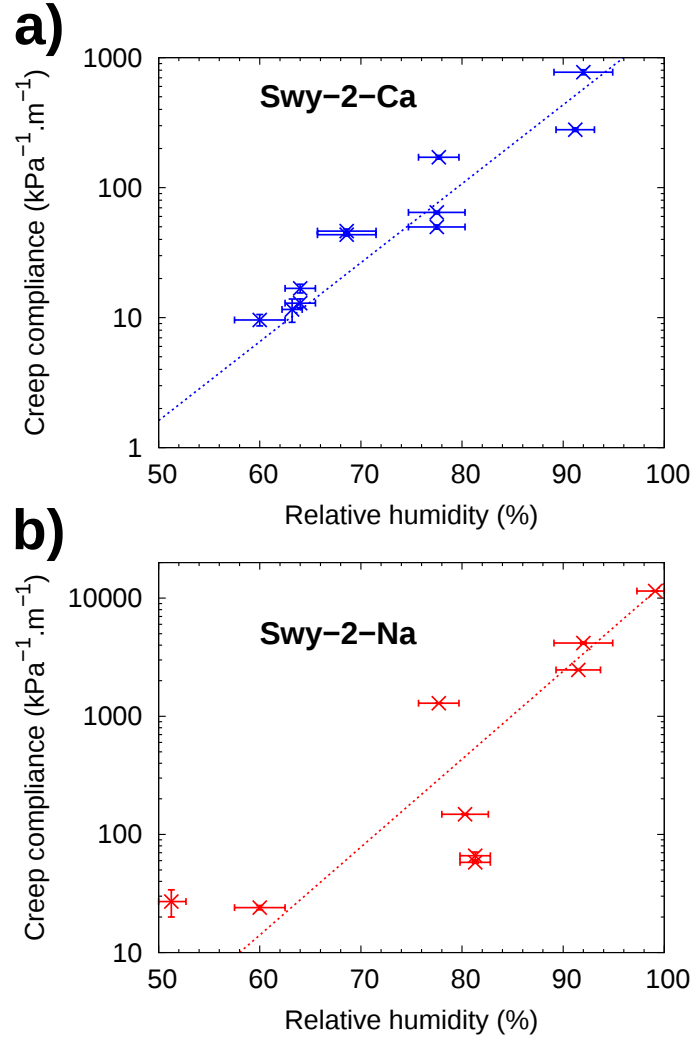 a)
Creep compliance (kPa⁻¹.m⁻¹)
1000
100
10
1
Swy−2−Ca
50 60 70 80 90 100
Relative humidity (%)
b)
Creep compliance (kPa⁻¹.m⁻¹)
10000
1000
100
10
Swy−2−Na
50 60 70 80 90 100
Relative humidity (%)